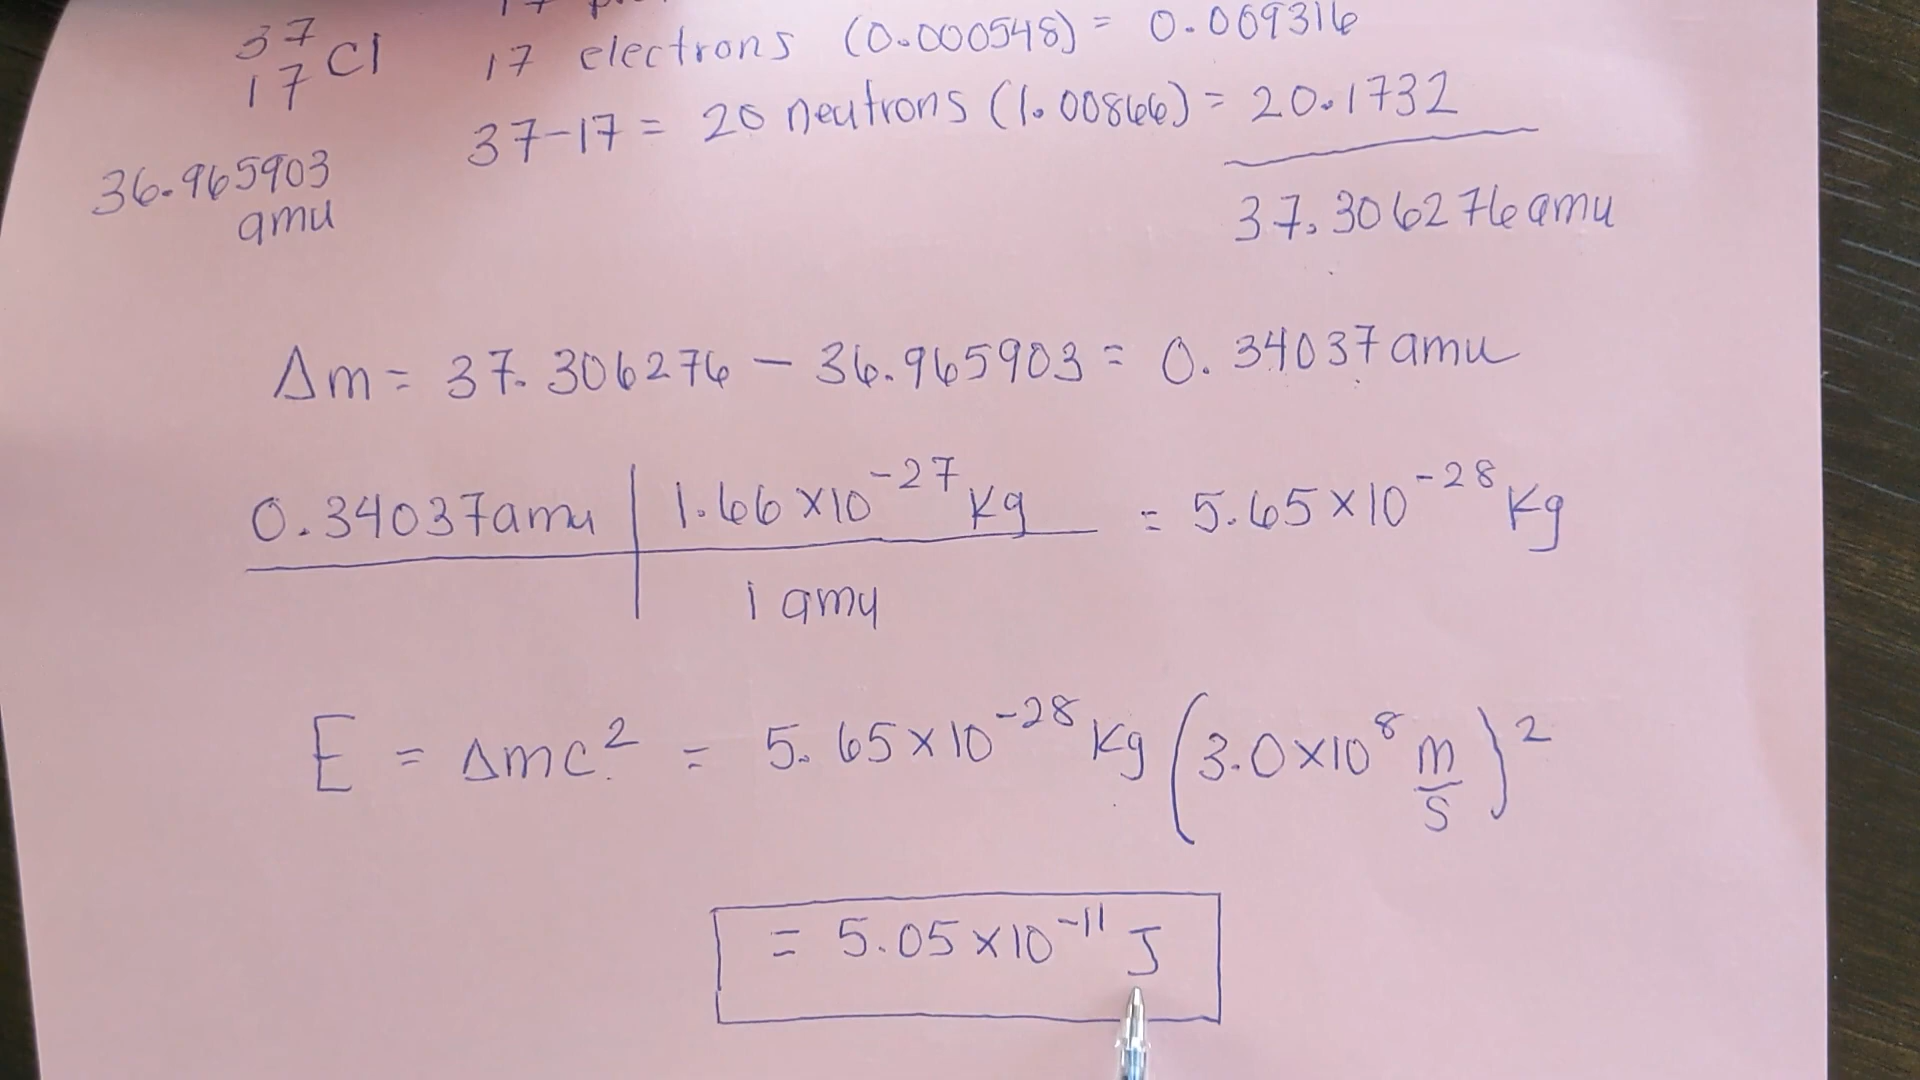 37
17 Cl
17 electrons (0.000548) = 0.009316
37-17 = 20 neutrons (1.00866) = 20.1732
36.965903
amu
37.306276 amu
Δm = 37.306276 - 36.965903 = 0.34037 amu
0.34037 amu | 1.66 x 10^-27 Kg = 5.65 x 10^-28 Kg
1 amu
E = Δmc² = 5.65 x 10^-28 Kg (3.0 x 10^8 m/s)²
= 5.05 x 10^-11 J